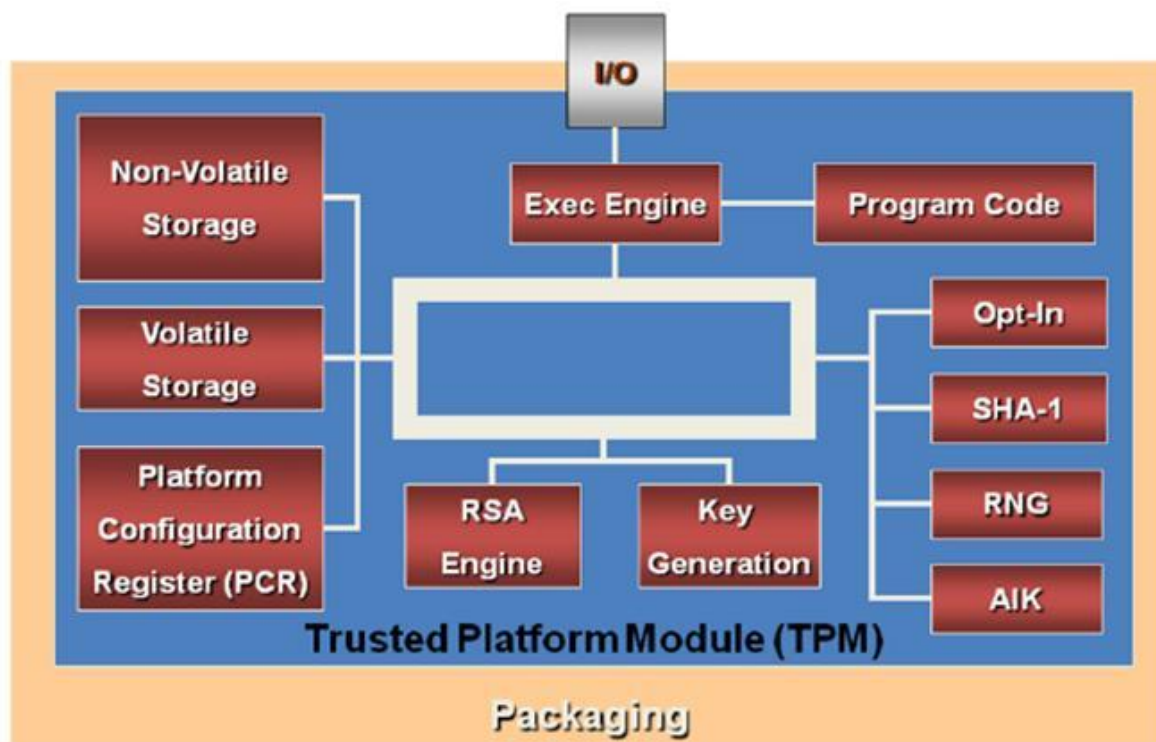 I/O
Non-Volatile
Storage
Exec Engine
Program Code
Volatile
Storage
Opt-In
SHA-1
Platform
Configuration
Register (PCR)
RSA
Engine
Key
Generation
RNG
AIK
Trusted Platform Module (TPM)
Packaging